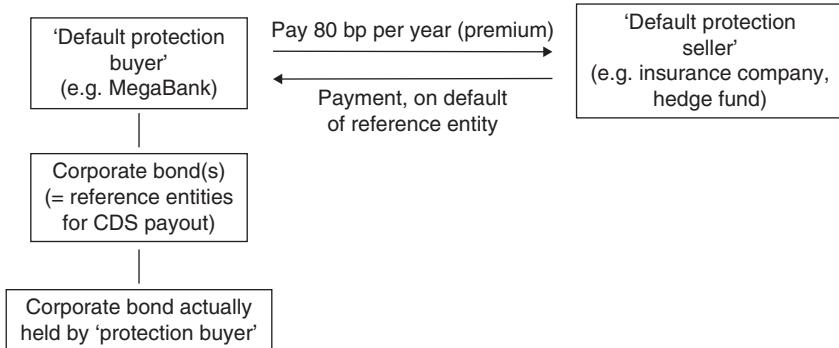 ‘Default protection
buyer’
(e.g. MegaBank)
Pay 80 bp per year (premium)
Payment, on default
of reference entity
‘Default protection
seller’
(e.g. insurance company,
hedge fund)
Corporate bond(s)
(= reference entities
for CDS payout)
Corporate bond actually
held by ‘protection buyer’